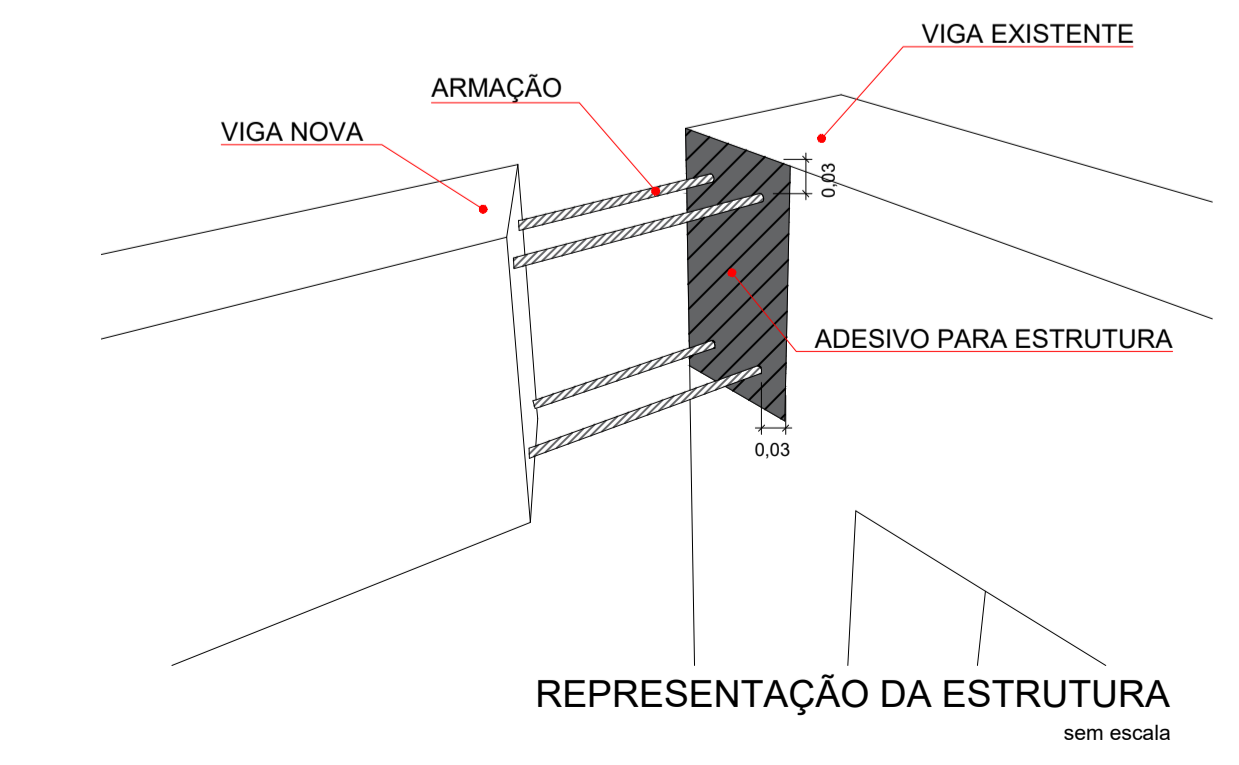 VIGA EXISTENTE
ARMAÇÃO
VIGA NOVA
0,03
ADESIVO PARA ESTRUTURA
0,03
REPRESENTAÇÃO DA ESTRUTURA
sem escala